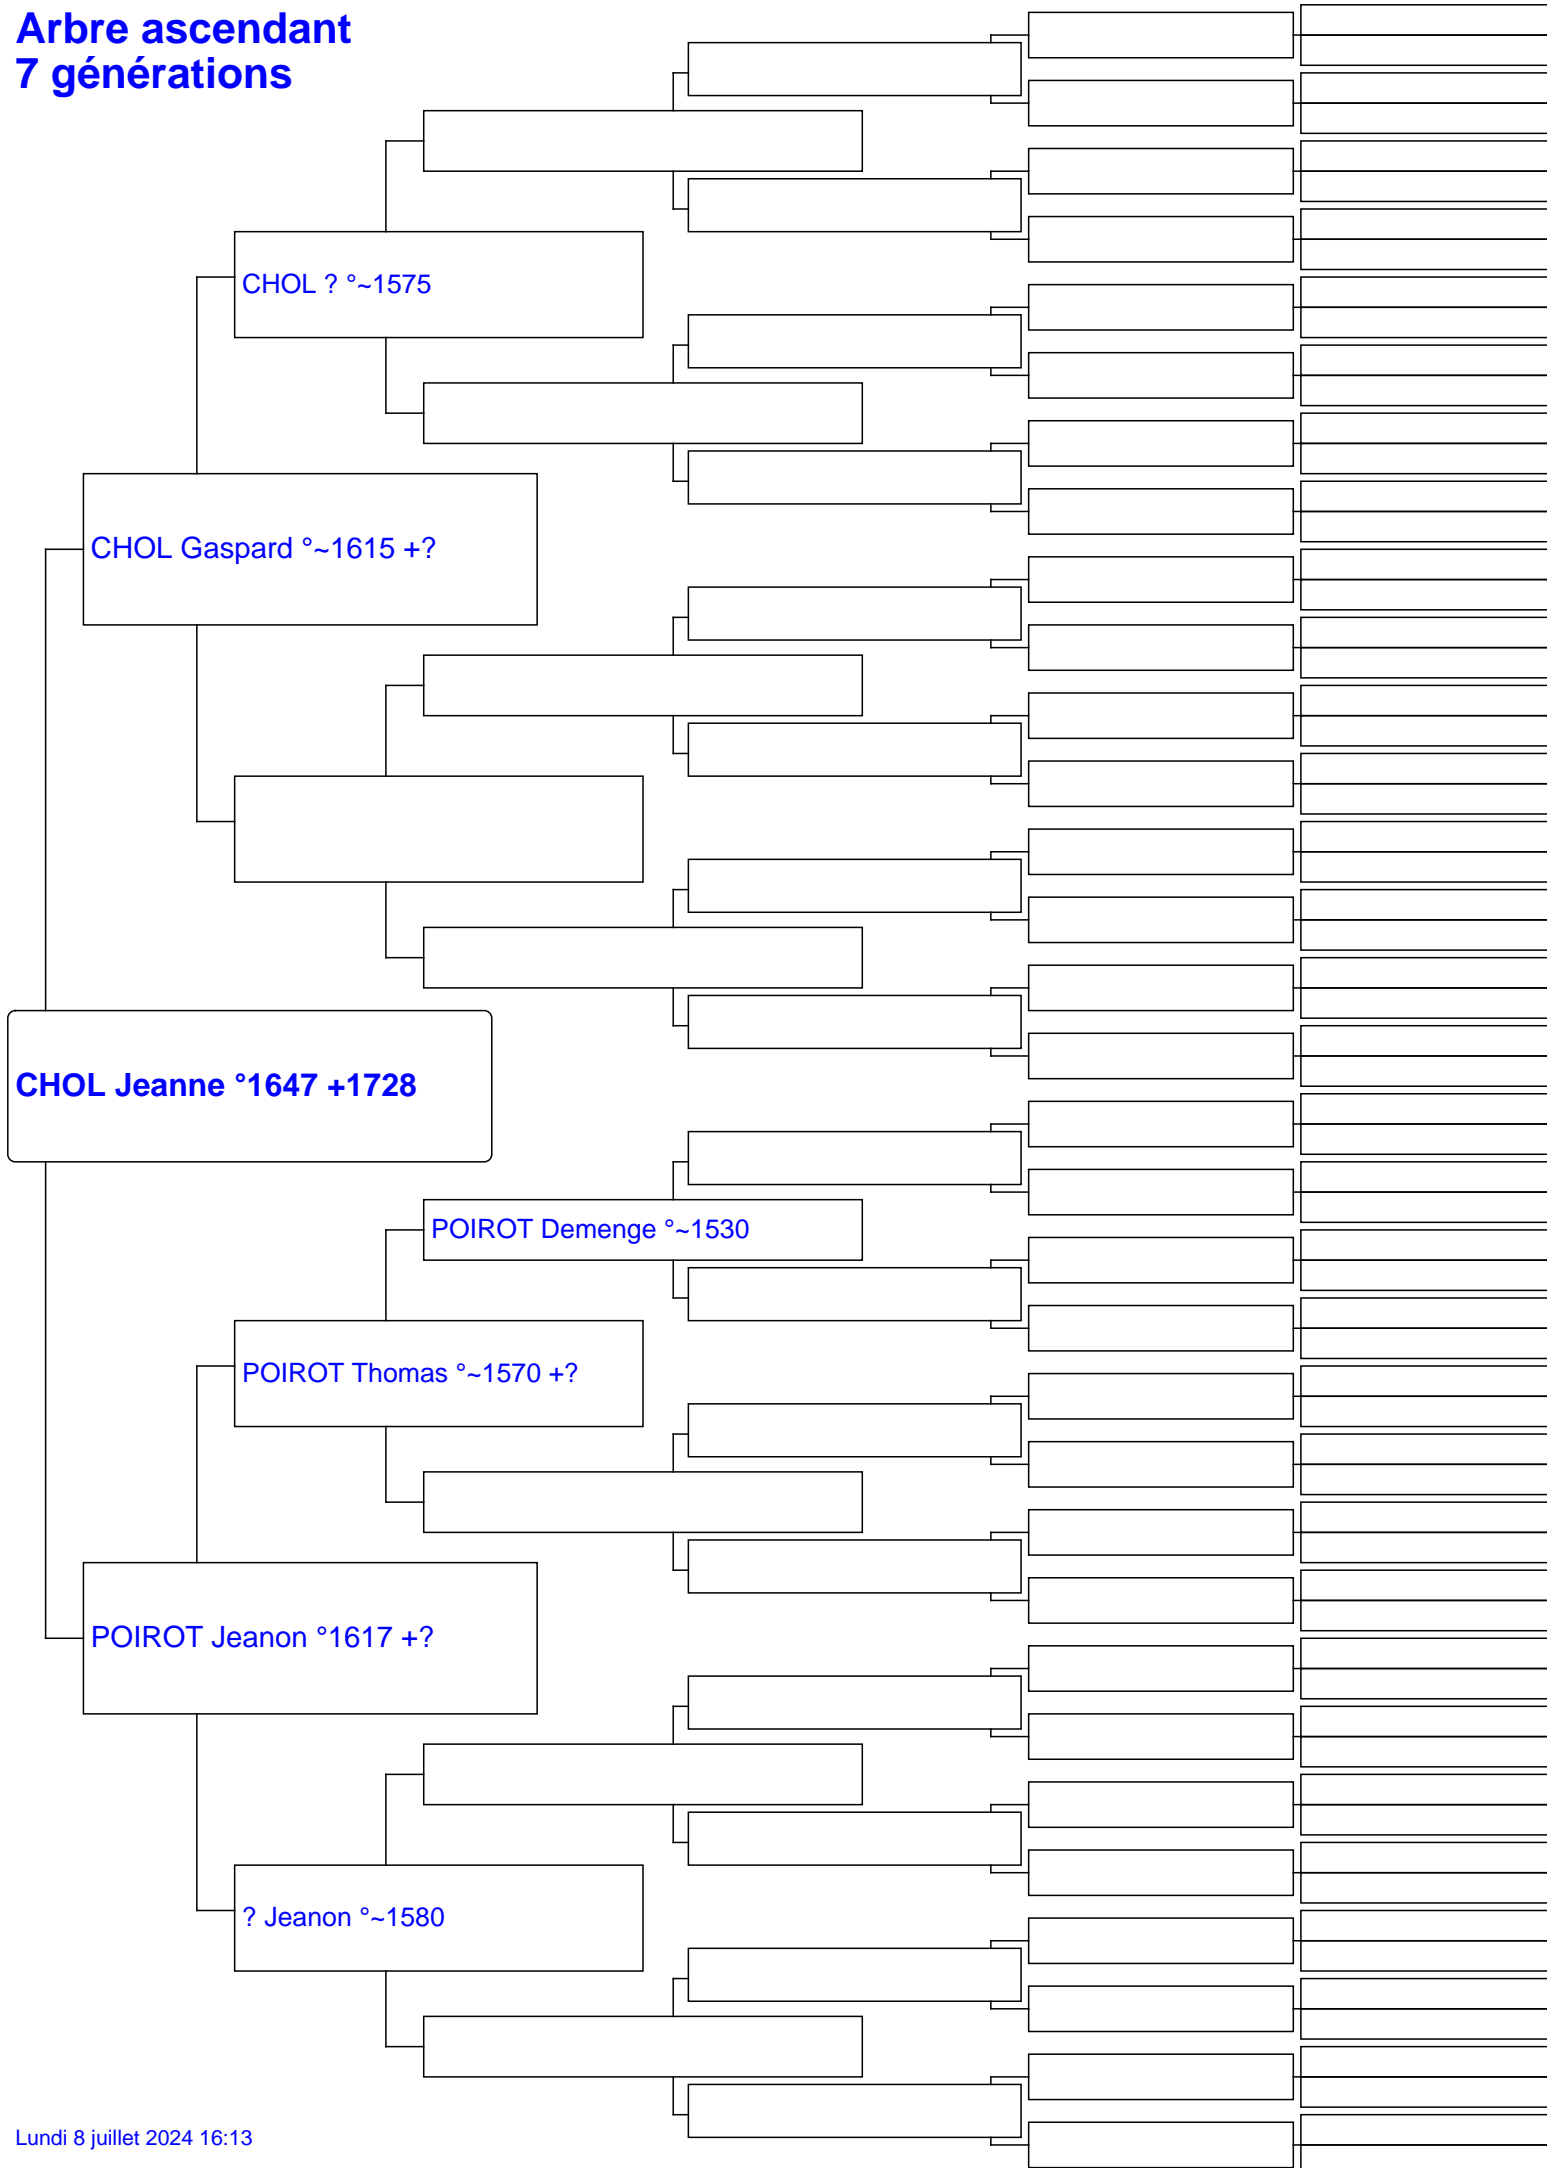 Arbre ascendant
7 générations
CHOL ? °~1575
CHOL Gaspard °~1615 +?
CHOL Jeanne °1647 +1728
POIROT Demenge °~1530
POIROT Thomas °~1570 +?
POIROT Jeanon °1617 +?
? Jeanon °~1580
Lundi 8 juillet 2024 16:13